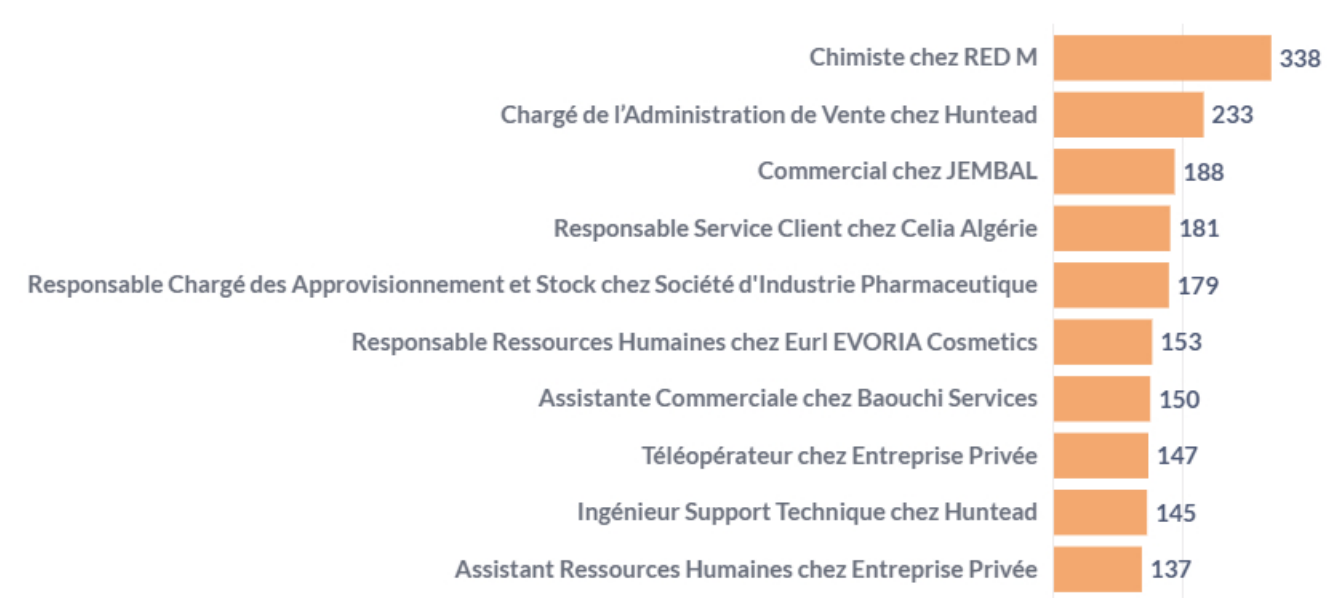 Chimiste chez RED M 338
Chargé de l’Administration de Vente chez Huntead 233
Commercial chez JEMBAL 188
Responsable Service Client chez Celia Algérie 181
Responsable Chargé des Approvisionnement et Stock chez Société d'Industrie Pharmaceutique 179
Responsable Ressources Humaines chez Eurl EVORIA Cosmetics 153
Assistante Commerciale chez Baouchi Services 150
Téléopérateur chez Entreprise Privée 147
Ingénieur Support Technique chez Huntead 145
Assistant Ressources Humaines chez Entreprise Privée 137